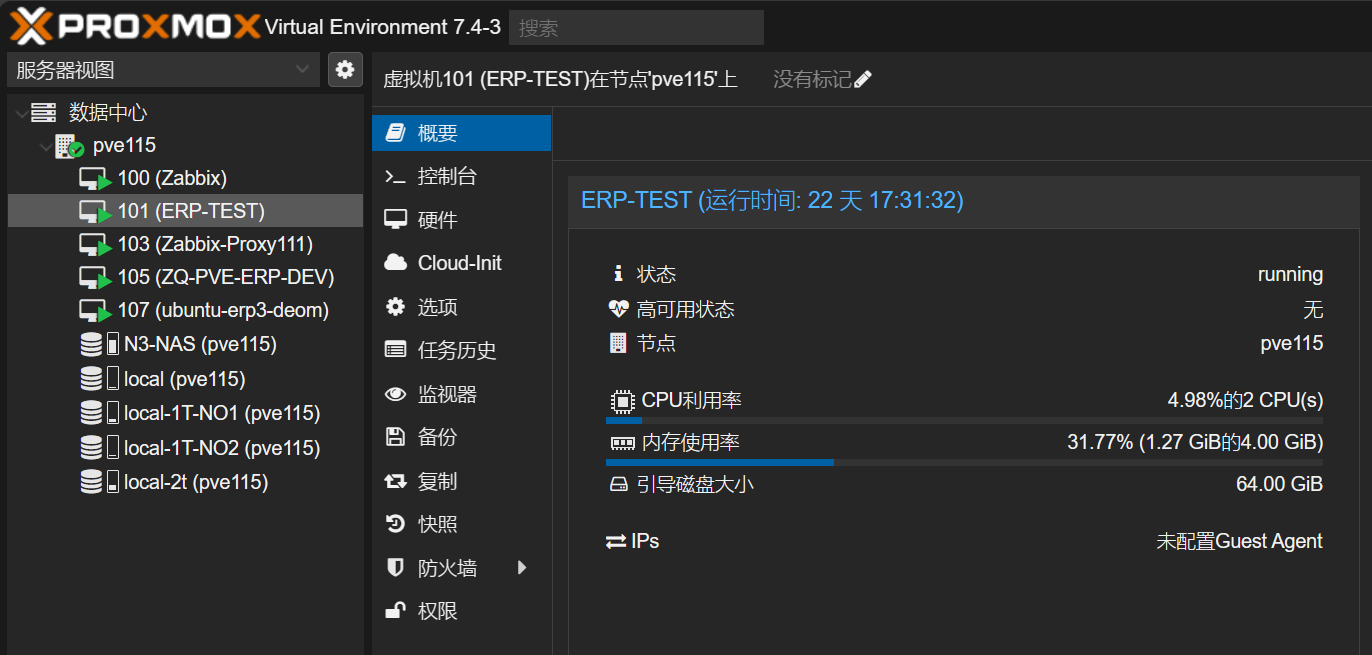 PROXMOX Virtual Environment 7.4-3 搜索
服务器视图
数据中心
pve115
100 (Zabbix)
101 (ERP-TEST)
103 (Zabbix-Proxy111)
105 (ZQ-PVE-ERP-DEV)
107 (ubuntu-erp3-deom)
N3-NAS (pve115)
local (pve115)
local-1T-NO1 (pve115)
local-1T-NO2 (pve115)
local-2t (pve115)
虚拟机101 (ERP-TEST)在节点'pve115'上 没有标记
概要
控制台
硬件
Cloud-Init
选项
任务历史
监视器
备份
复制
快照
防火墙
权限
ERP-TEST (运行时间: 22 天 17:31:32)
状态 running
高可用状态 无
节点 pve115
CPU利用率 4.98%的2 CPU(s)
内存使用率 31.77% (1.27 GiB的4.00 GiB)
引导磁盘大小 64.00 GiB
IPs 未配置Guest Agent